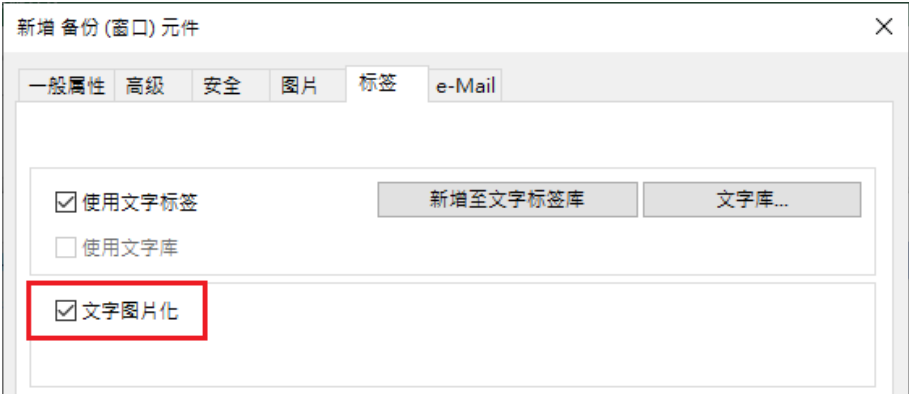 新增 备份 (窗口) 元件
一般属性 高级 安全 图片 标签 e-Mail
使用文字标签 新增至文字标签库 文字库...
使用文字库
文字图片化